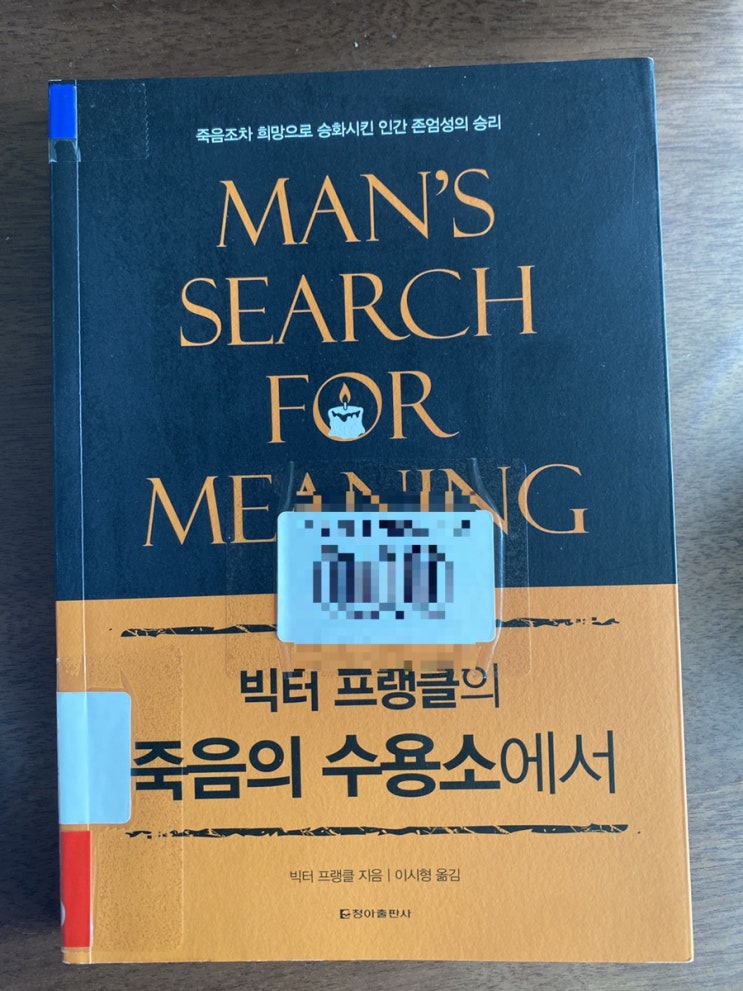 죽음조차 희망으로 승화시킨 인간 존엄성의 승리
MAN'S
SEARCH
FOR
MEANING
빅터 프랭클의
죽음의 수용소에서
빅터 프랭클 지음 | 이시형 옮김
청아출판사